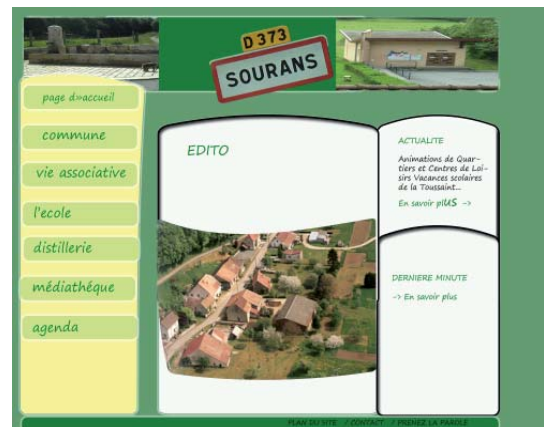 D 373
SOURANS
page d»accueil
commune
vie associative
l'ecole
distillerie
médiathéque
agenda
EDITO
ACTUALITE
Animations de Quar-
tiers et Centres de Loi-
sirs Vacances scolaires
de la Toussaint...
En savoir plUS ->
DERNIERE MINUTE
-> En savoir plus
PLAN DU SITE / CONTACT / PRENEZ LA PAROLE